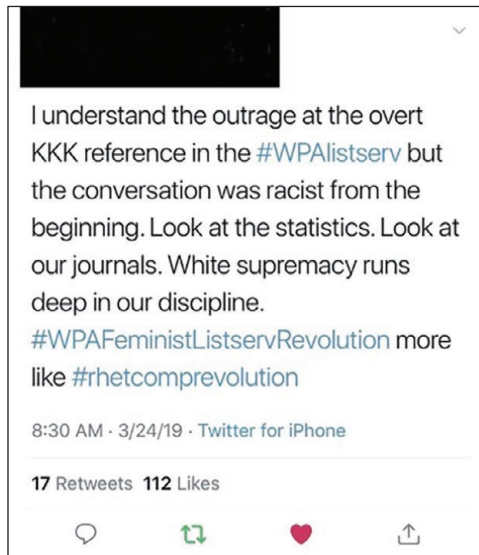 I understand the outrage at the overt
KKK reference in the #WPAlistserv but
the conversation was racist from the
beginning. Look at the statistics. Look at
our journals. White supremacy runs
deep in our discipline.
#WPAFeministListservRevolution more
like #rhetcomprevolution
8:30 AM · 3/24/19 · Twitter for iPhone
17 Retweets 112 Likes